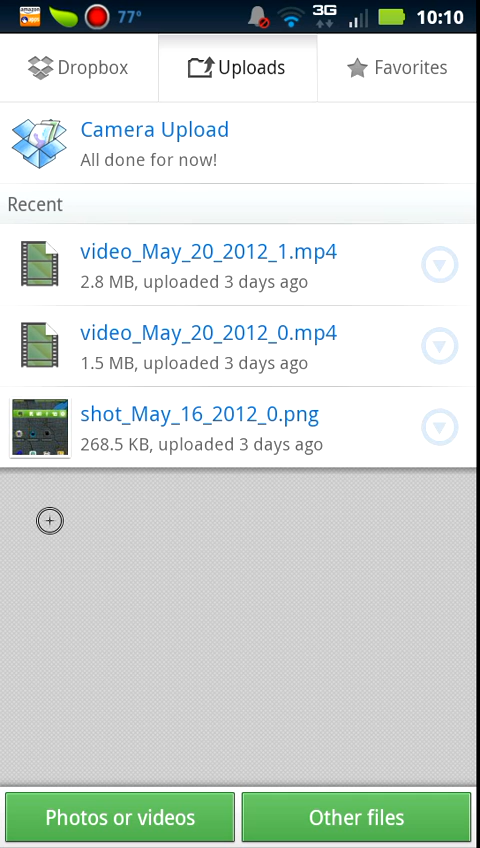 amazon
apps
77°
3G
10:10
Dropbox
Uploads
Favorites
Camera Upload
All done for now!
Recent
video_May_20_2012_1.mp4
2.8 MB, uploaded 3 days ago
video_May_20_2012_0.mp4
1.5 MB, uploaded 3 days ago
shot_May_16_2012_0.png
268.5 KB, uploaded 3 days ago
Photos or videos
Other files